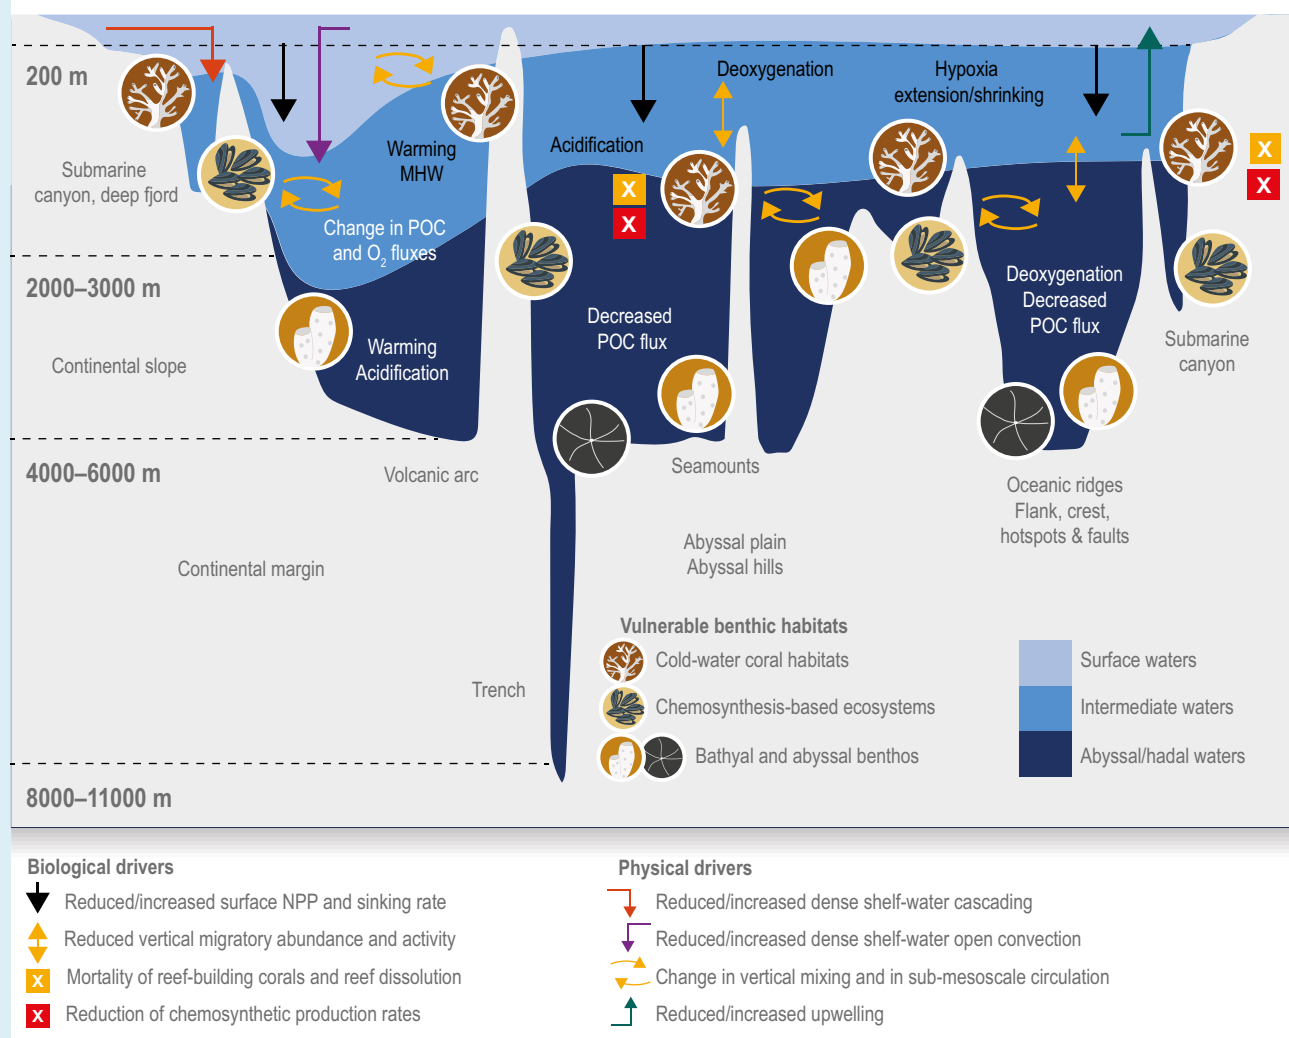 200 m
Submarine
canyon, deep fjord
Warming
MHW
Change in POC
and O2 fluxes
Acidification
Deoxygenation
Hypoxia
extension/shrinking
X
X
X
X
2000–3000 m
Continental slope
Warming
Acidification
Decreased
POC flux
Deoxygenation
Decreased
POC flux
Submarine
canyon
4000–6000 m
Volcanic arc
Seamounts
Oceanic ridges
Flank, crest,
hotspots & faults
Abyssal plain
Abyssal hills
Continental margin
Trench
8000–11000 m
Vulnerable benthic habitats
Cold-water coral habitats
Chemosynthesis-based ecosystems
Bathyal and abyssal benthos
Surface waters
Intermediate waters
Abyssal/hadal waters
Biological drivers
Reduced/increased surface NPP and sinking rate
Reduced vertical migratory abundance and activity
X Mortality of reef-building corals and reef dissolution
X Reduction of chemosynthetic production rates
Physical drivers
Reduced/increased dense shelf-water cascading
Reduced/increased dense shelf-water open convection
Change in vertical mixing and in sub-mesoscale circulation
Reduced/increased upwelling